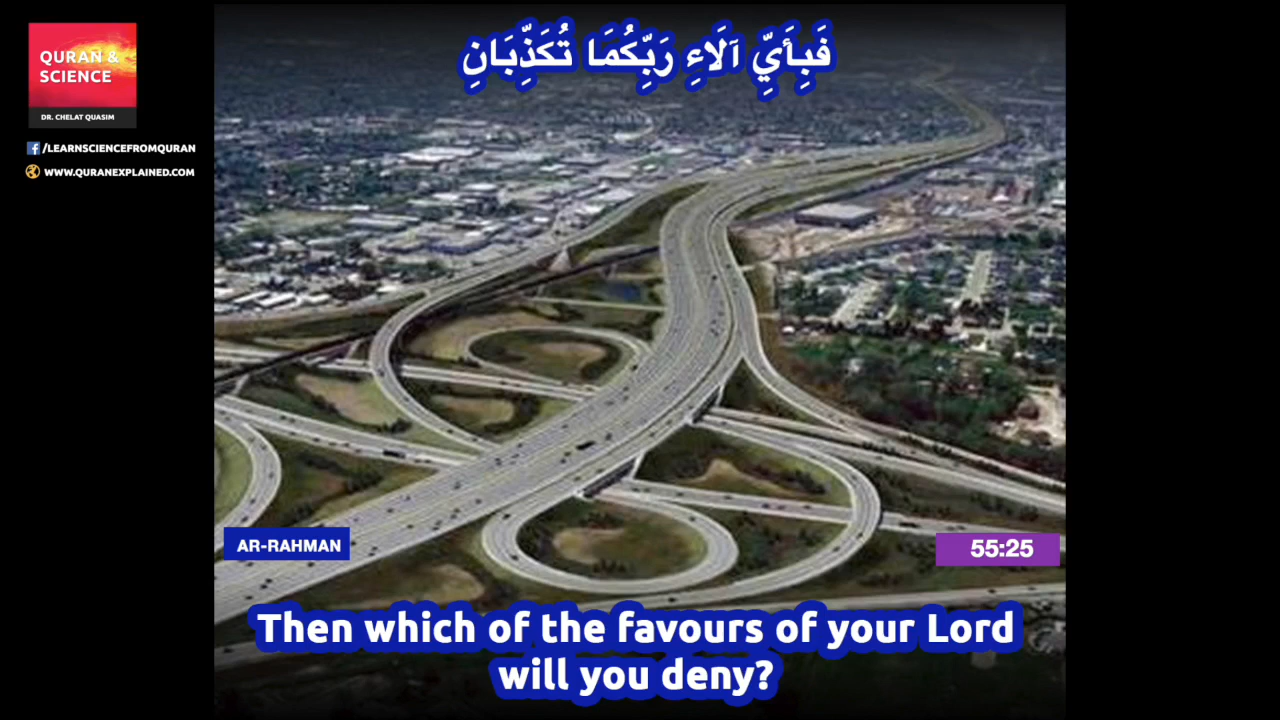 QURAN &
SCIENCE
DR. CHELAT QUASIM
/LEARNSCIENCEFROMQURAN
WWW.QURANEXPLAINED.COM
فَبِأَيِّ آلَاءِ رَبِّكُمَا تُكَذِّبَانِ
AR-RAHMAN
55:25
Then which of the favours of your Lord
will you deny?